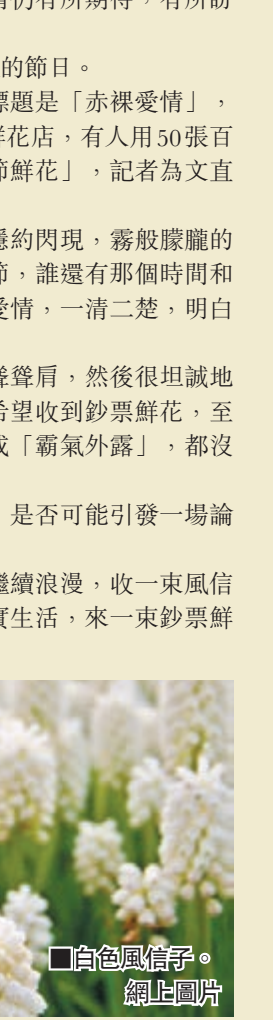 情仍有所期待，有所盼
的節日。
標題是「赤裸愛情」，
鮮花店，有人用50張百
節鮮花」，記者為文直
隱約閃現，霧般朦朧的
節，誰還有那個時間和
愛情，一清二楚，明白
聳聳肩，然後很坦誠地
希望收到鈔票鮮花，至
或「霸氣外露」，都沒
是否可能引發一場論
繼續浪漫，收一束風信
實生活，來一束鈔票鮮
■白色風信子。
網上圖片